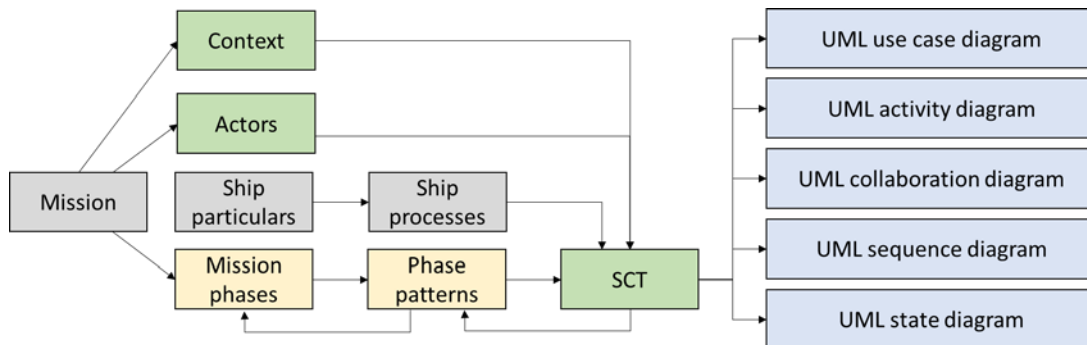 Context
UML use case diagram
Actors
UML activity diagram
Mission
Ship
particulars
Ship
processes
UML collaboration diagram
Mission
phases
Phase
patterns
SCT
UML sequence diagram
UML state diagram